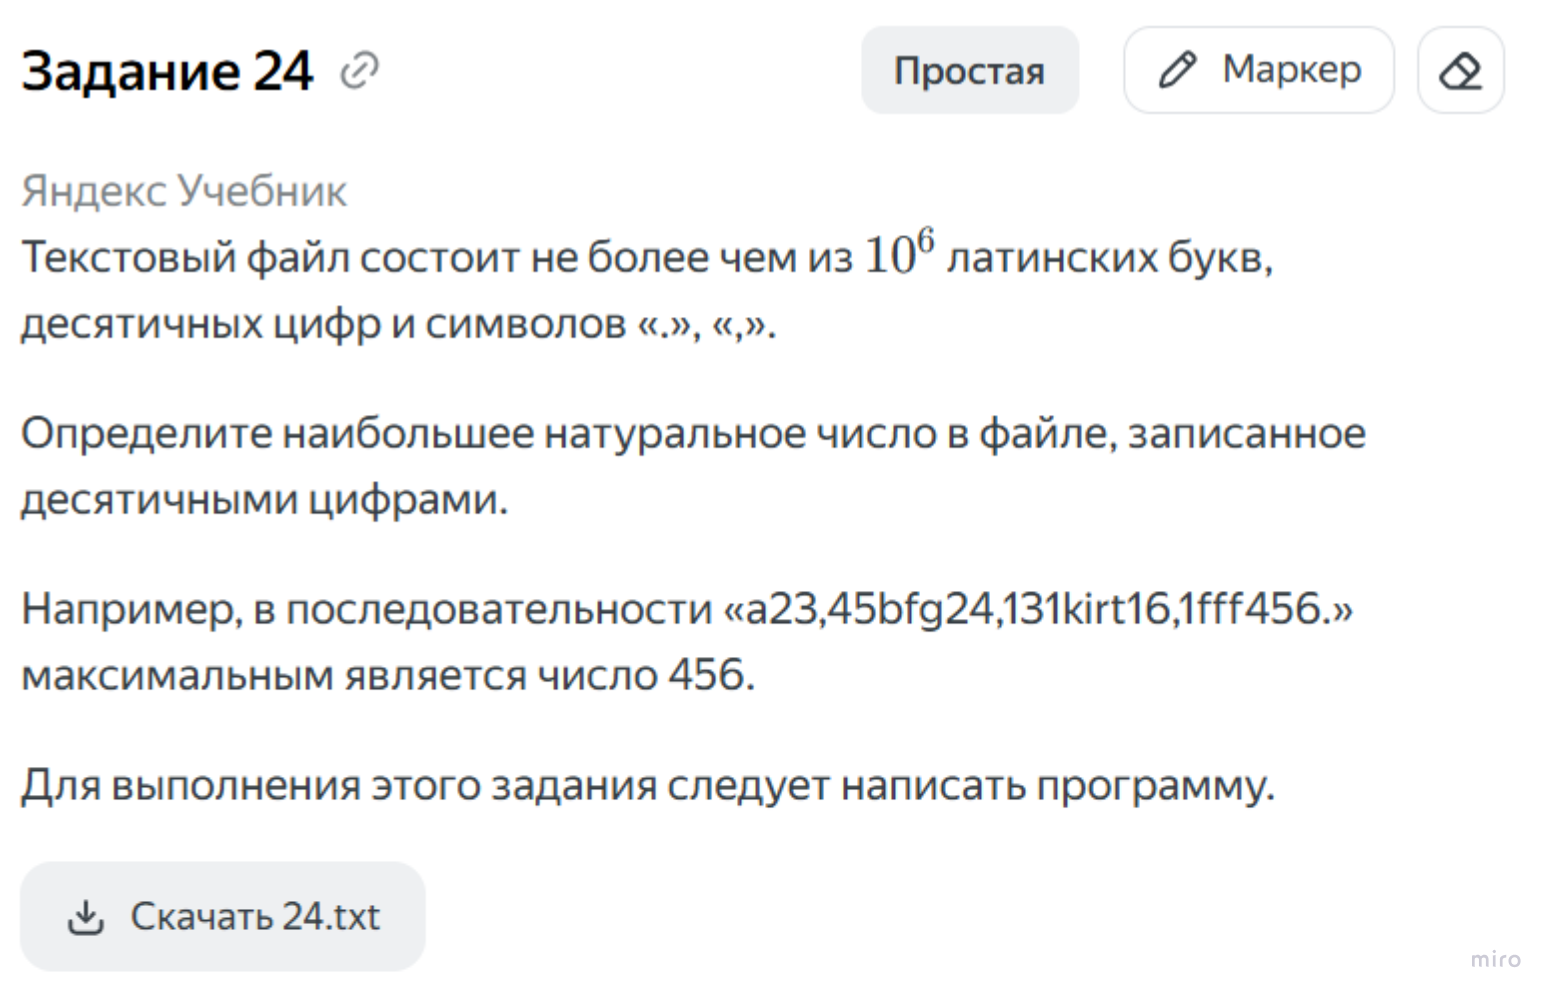 Задание 24
Простая
Маркер
Яндекс Учебник
Текстовый файл состоит не более чем из 10⁶ латинских букв,
десятичных цифр и символов «.», «,».
Определите наибольшее натуральное число в файле, записанное
десятичными цифрами.
Например, в последовательности «a23,45bfg24,131kirt16,1fff456.»
максимальным является число 456.
Для выполнения этого задания следует написать программу.
Скачать 24.txt
miro